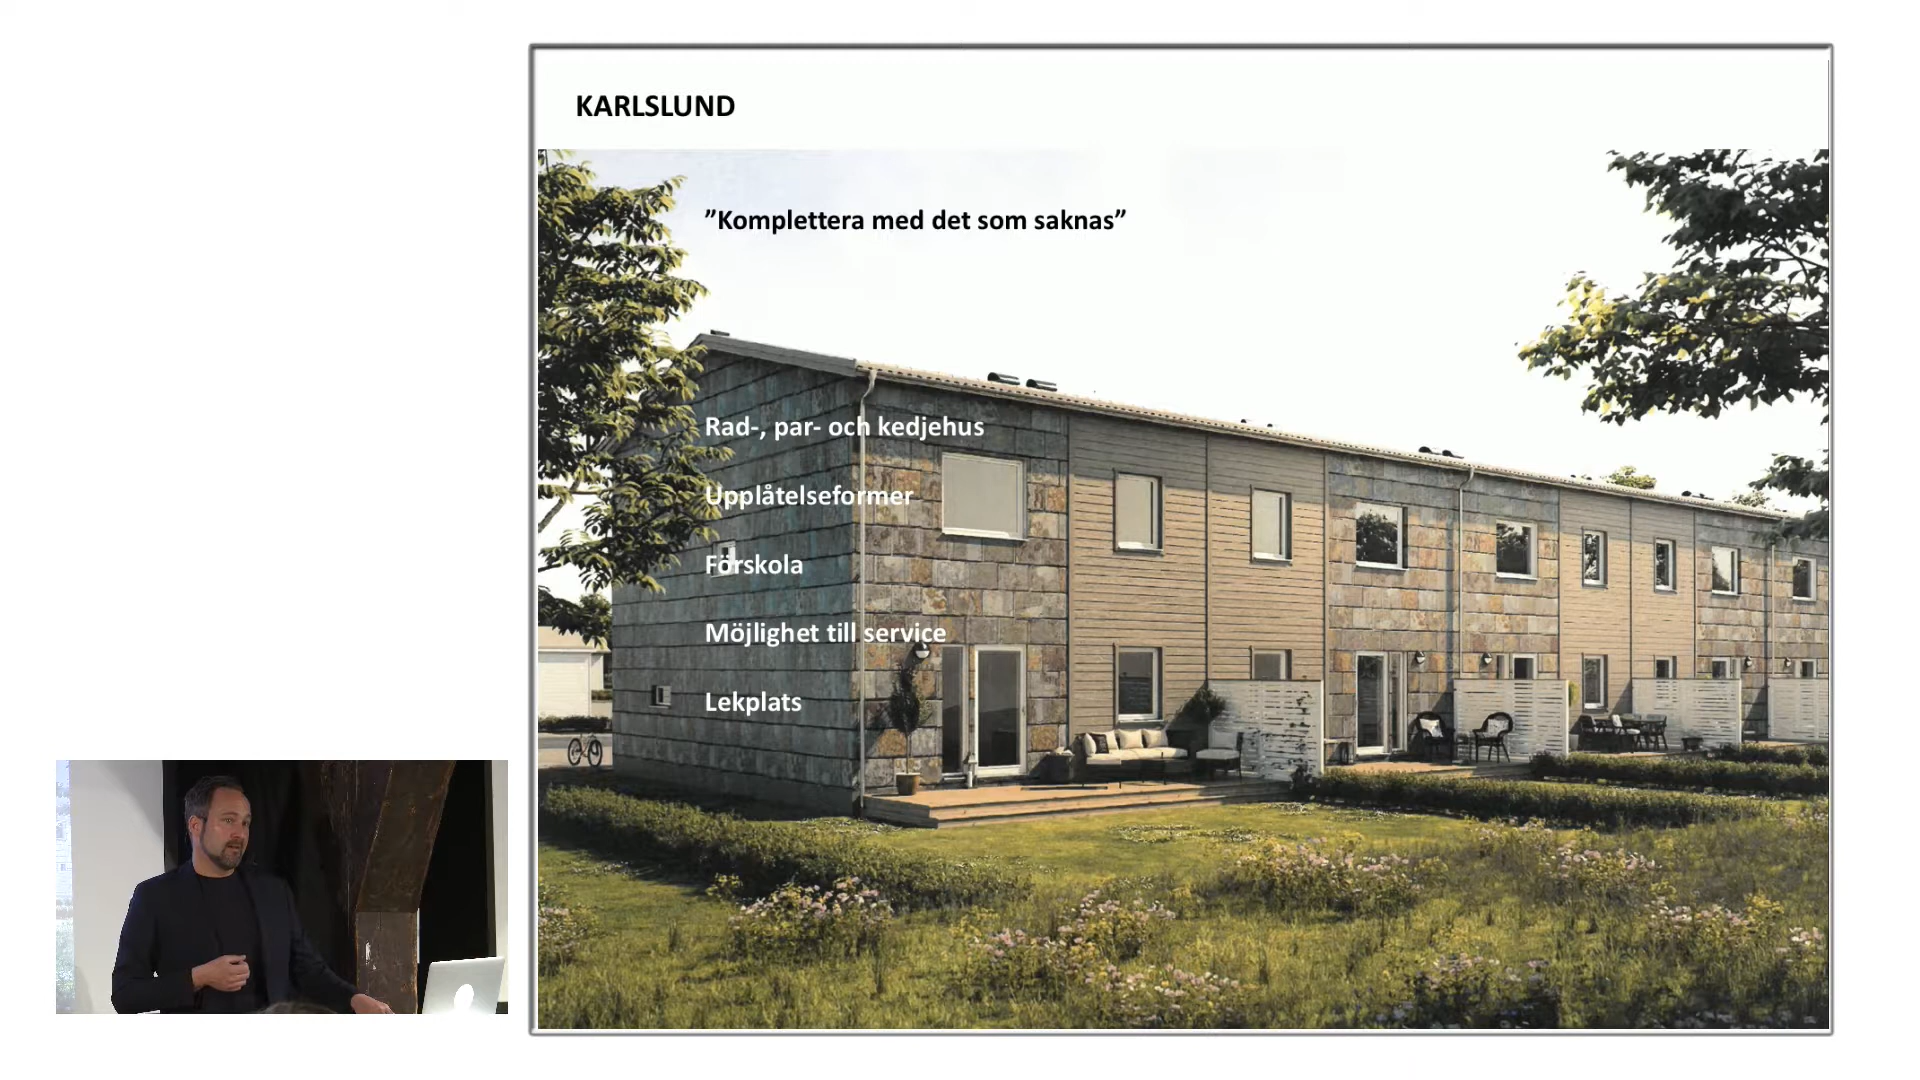 KARLSLUND
”Komplettera med det som saknas”
Rad-, par- och kedjehus
Upplåtelseformer
Förskola
Möjlighet till service
Lekplats